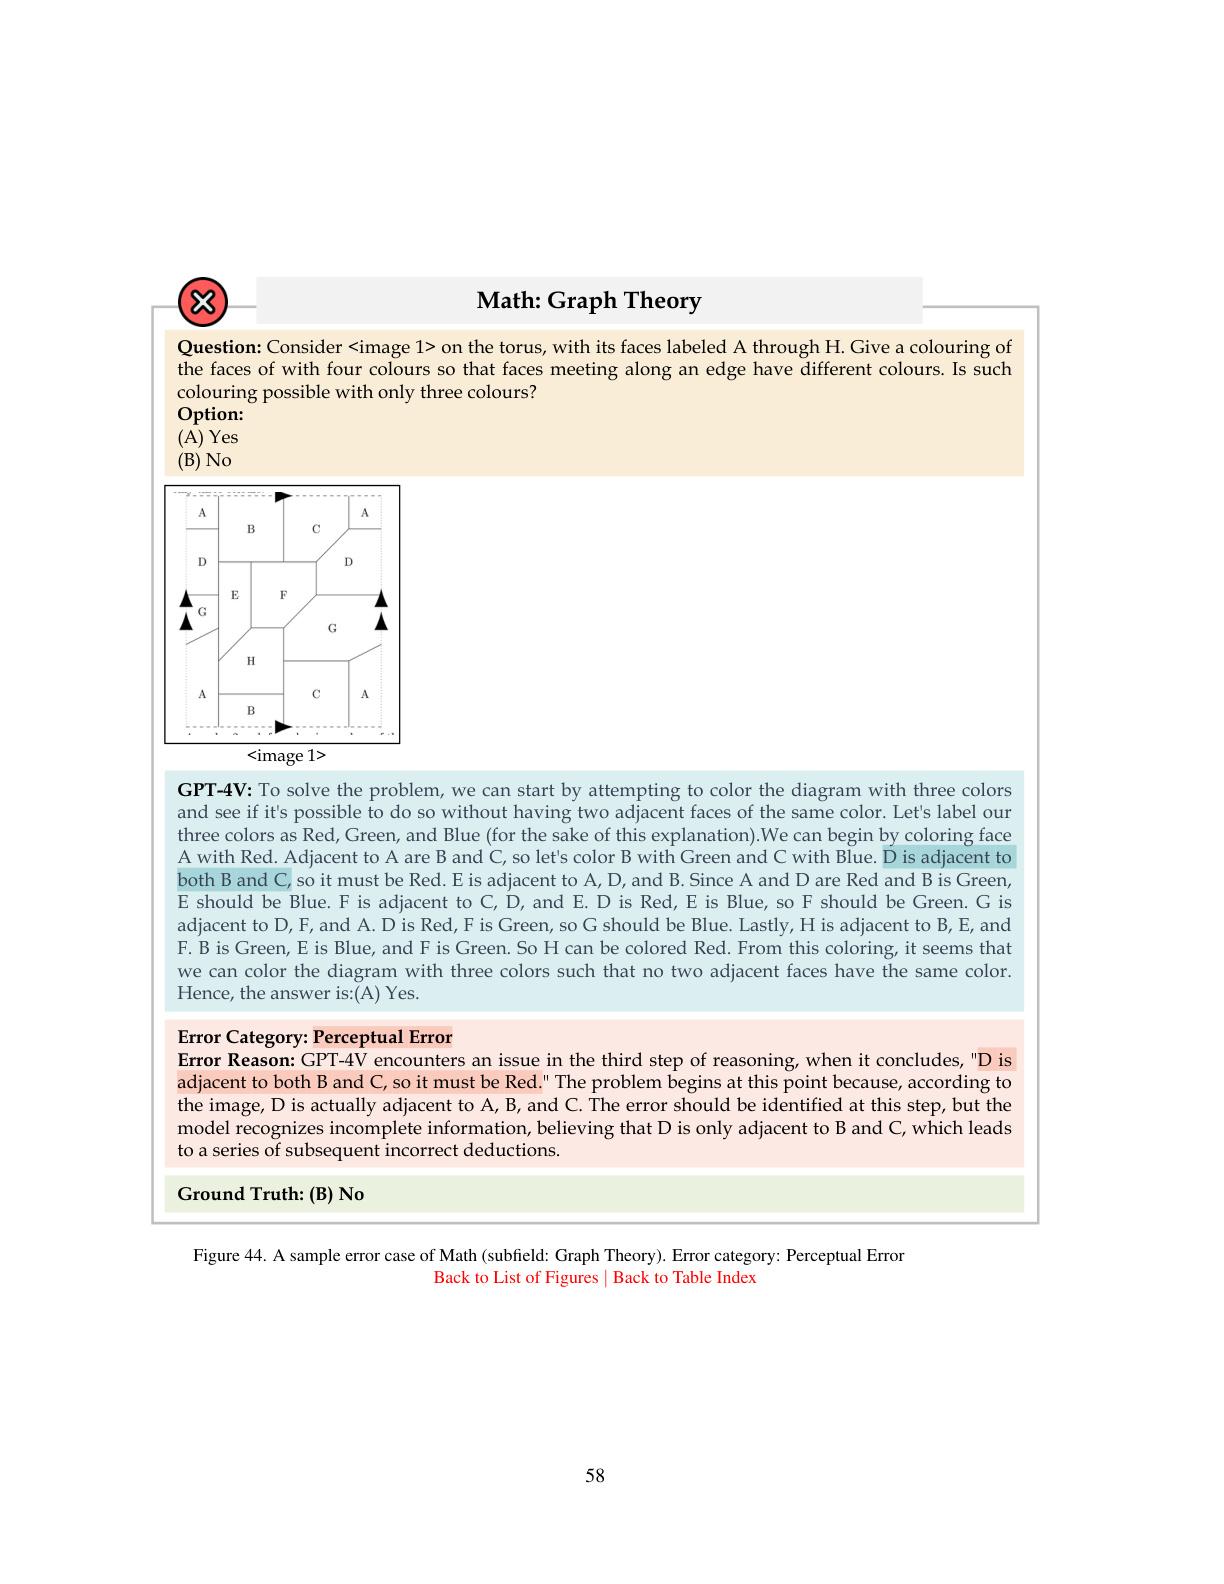 Math: Graph Theory
Question: Consider <image 1> on the torus, with its faces labeled A through H. Give a colouring of
the faces of with four colours so that faces meeting along an edge have different colours. Is such
colouring possible with only three colours?
Option:
(A) Yes
(B) No
A
B
C
A
D
D
E
F
G
G
H
A
B
C
A
<image 1>
GPT-4V: To solve the problem, we can start by attempting to color the diagram with three colors
and see if it's possible to do so without having two adjacent faces of the same color. Let's label our
three colors as Red, Green, and Blue (for the sake of this explanation).We can begin by coloring face
A with Red. Adjacent to A are B and C, so let's color B with Green and C with Blue. D is adjacent to
both B and C, so it must be Red. E is adjacent to A, D, and B. Since A and D are Red and B is Green,
E should be Blue. F is adjacent to C, D, and E. D is Red, E is Blue, so F should be Green. G is
adjacent to D, F, and A. D is Red, F is Green, so G should be Blue. Lastly, H is adjacent to B, E, and
F. B is Green, E is Blue, and F is Green. So H can be colored Red. From this coloring, it seems that
we can color the diagram with three colors such that no two adjacent faces have the same color.
Hence, the answer is:(A) Yes.
Error Category: Perceptual Error
Error Reason: GPT-4V encounters an issue in the third step of reasoning, when it concludes, "D is
adjacent to both B and C, so it must be Red." The problem begins at this point because, according to
the image, D is actually adjacent to A, B, and C. The error should be identified at this step, but the
model recognizes incomplete information, believing that D is only adjacent to B and C, which leads
to a series of subsequent incorrect deductions.
Ground Truth: (B) No
Figure 44. A sample error case of Math (subfield: Graph Theory). Error category: Perceptual Error
Back to List of Figures | Back to Table Index
58